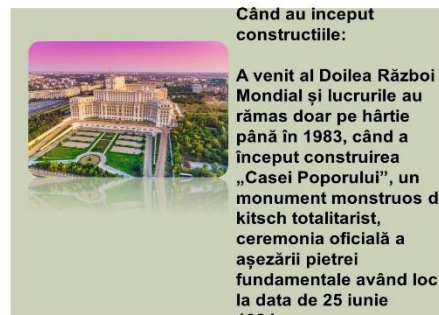 Când au inceput
constructiile:
A venit al Doilea Război
Mondial și lucrurile au
rămas doar pe hârtie
până în 1983, când a
început construirea
„Casei Poporului”, un
monument monstruos d
kitsch totalitarist,
ceremonia oficială a
așezării pietrei
fundamentale având loc
la data de 25 iunie